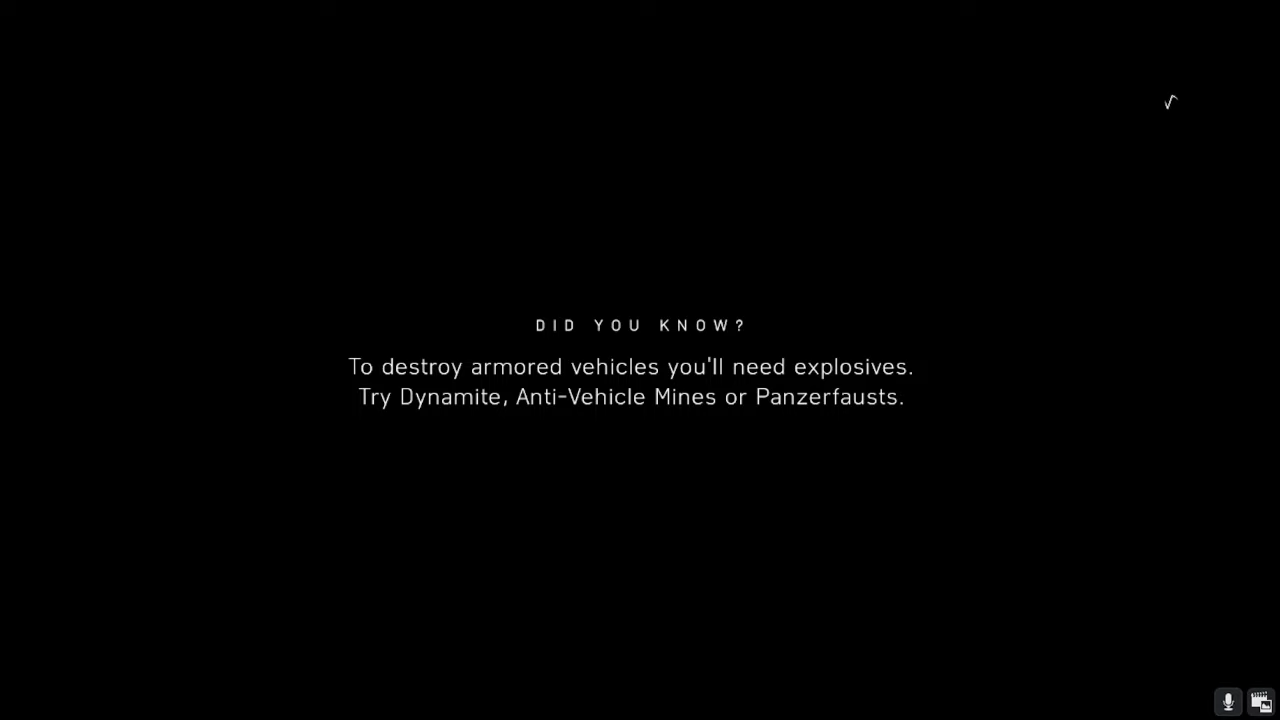 DID YOU KNOW?
To destroy armored vehicles you'll need explosives.
Try Dynamite, Anti-Vehicle Mines or Panzerfausts.